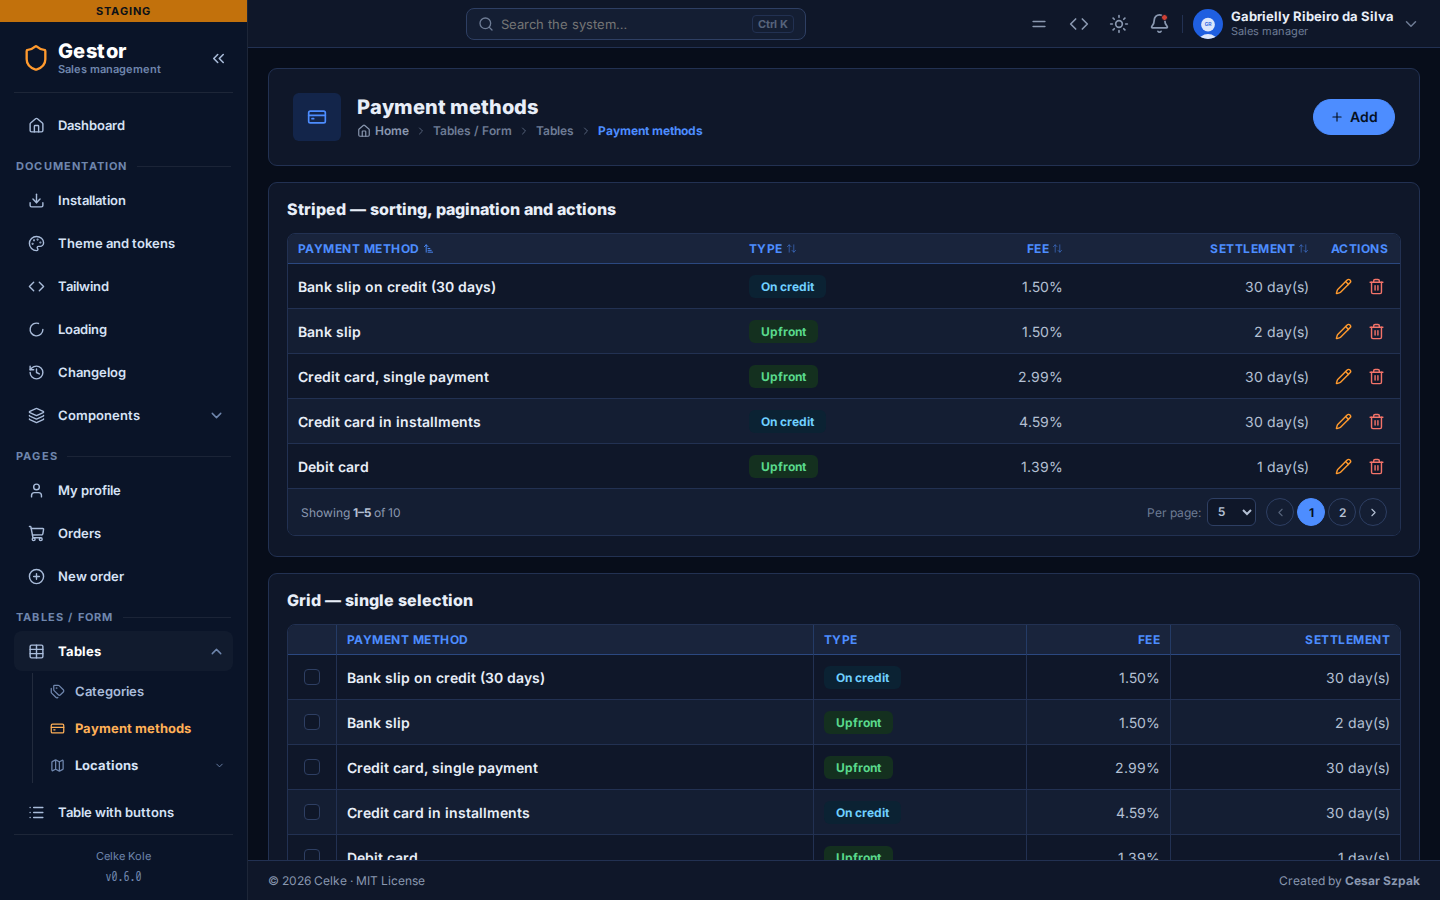 STAGING
Gestor
Sales management
Dashboard
DOCUMENTATION
Installation
Theme and tokens
Tailwind
Loading
Changelog
Components
PAGES
My profile
Orders
New order
TABLES / FORM
Tables
Categories
Payment methods
Locations
Table with buttons
Celke Kole
v0.6.0
Search the system...
Ctrl K
GR
Gabrielly Ribeiro da Silva
Sales manager
Payment methods
Home
Tables / Form
Tables
Payment methods
Add
Striped — sorting, pagination and actions
PAYMENT METHOD TYPE FEE SETTLEMENT ACTIONS
Bank slip on credit (30 days) On credit 1.50% 30 day(s)
Bank slip Upfront 1.50% 2 day(s)
Credit card, single payment Upfront 2.99% 30 day(s)
Credit card in installments On credit 4.59% 30 day(s)
Debit card Upfront 1.39% 1 day(s)
Showing 1–5 of 10
Per page: 5 1 2
Grid — single selection
PAYMENT METHOD TYPE FEE SETTLEMENT
Bank slip on credit (30 days) On credit 1.50% 30 day(s)
Bank slip Upfront 1.50% 2 day(s)
Credit card, single payment Upfront 2.99% 30 day(s)
Credit card in installments On credit 4.59% 30 day(s)
Debit card Upfront 1.39% 1 day(s)
© 2026 Celke · MIT License
Created by Cesar Szpak